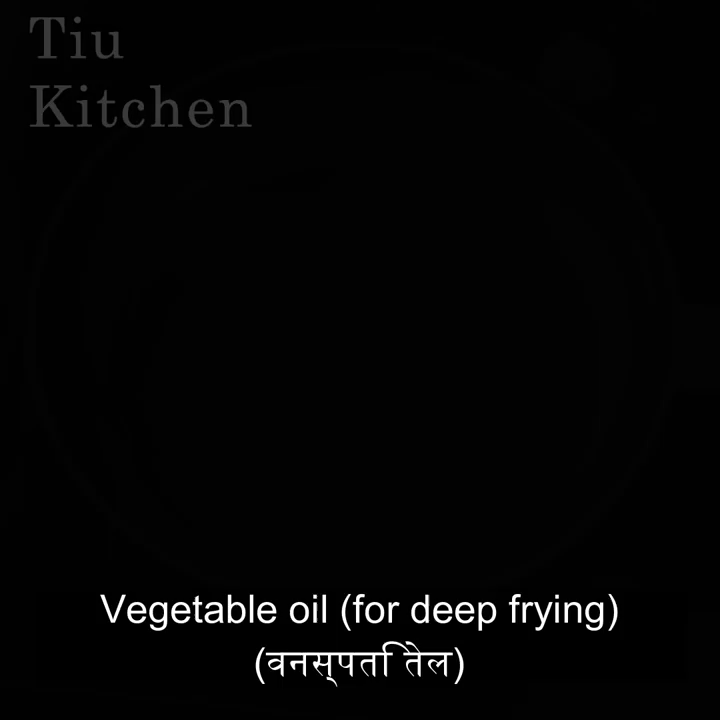 Tiu
Kitchen
Vegetable oil (for deep frying)
(वनस्पति तेल)